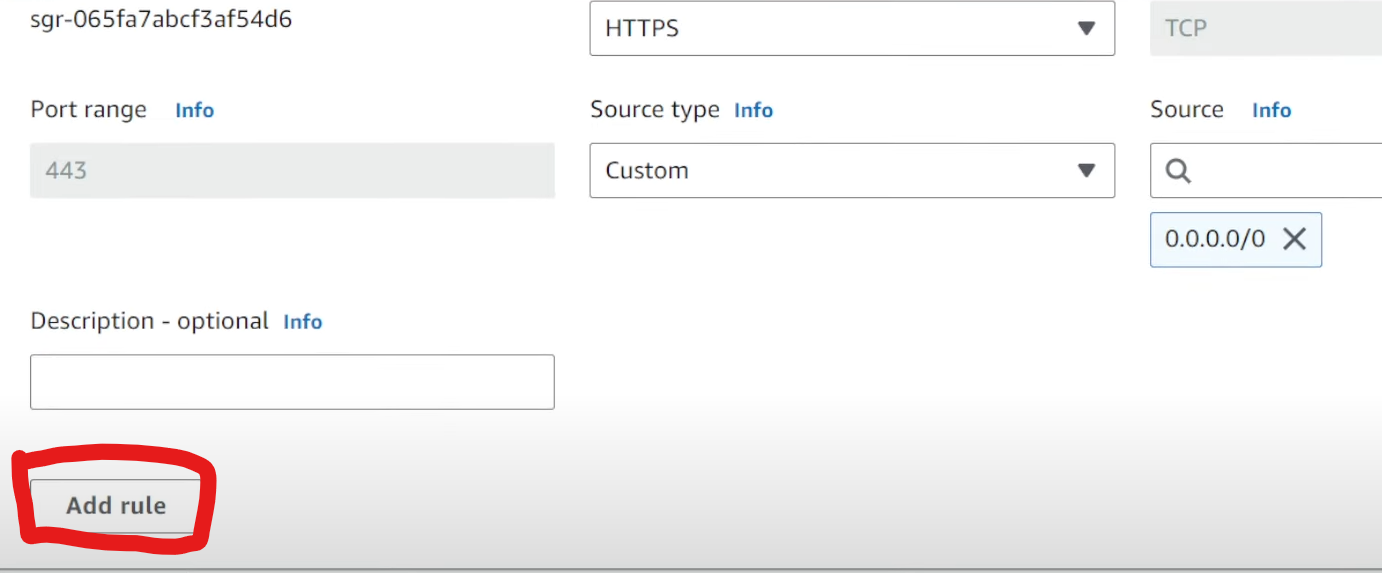 sgr-065fa7abcf3af54d6
HTTPS
TCP
Port range Info
Source type Info
Source Info
443
Custom
0.0.0.0/0
Description - optional Info
Add rule